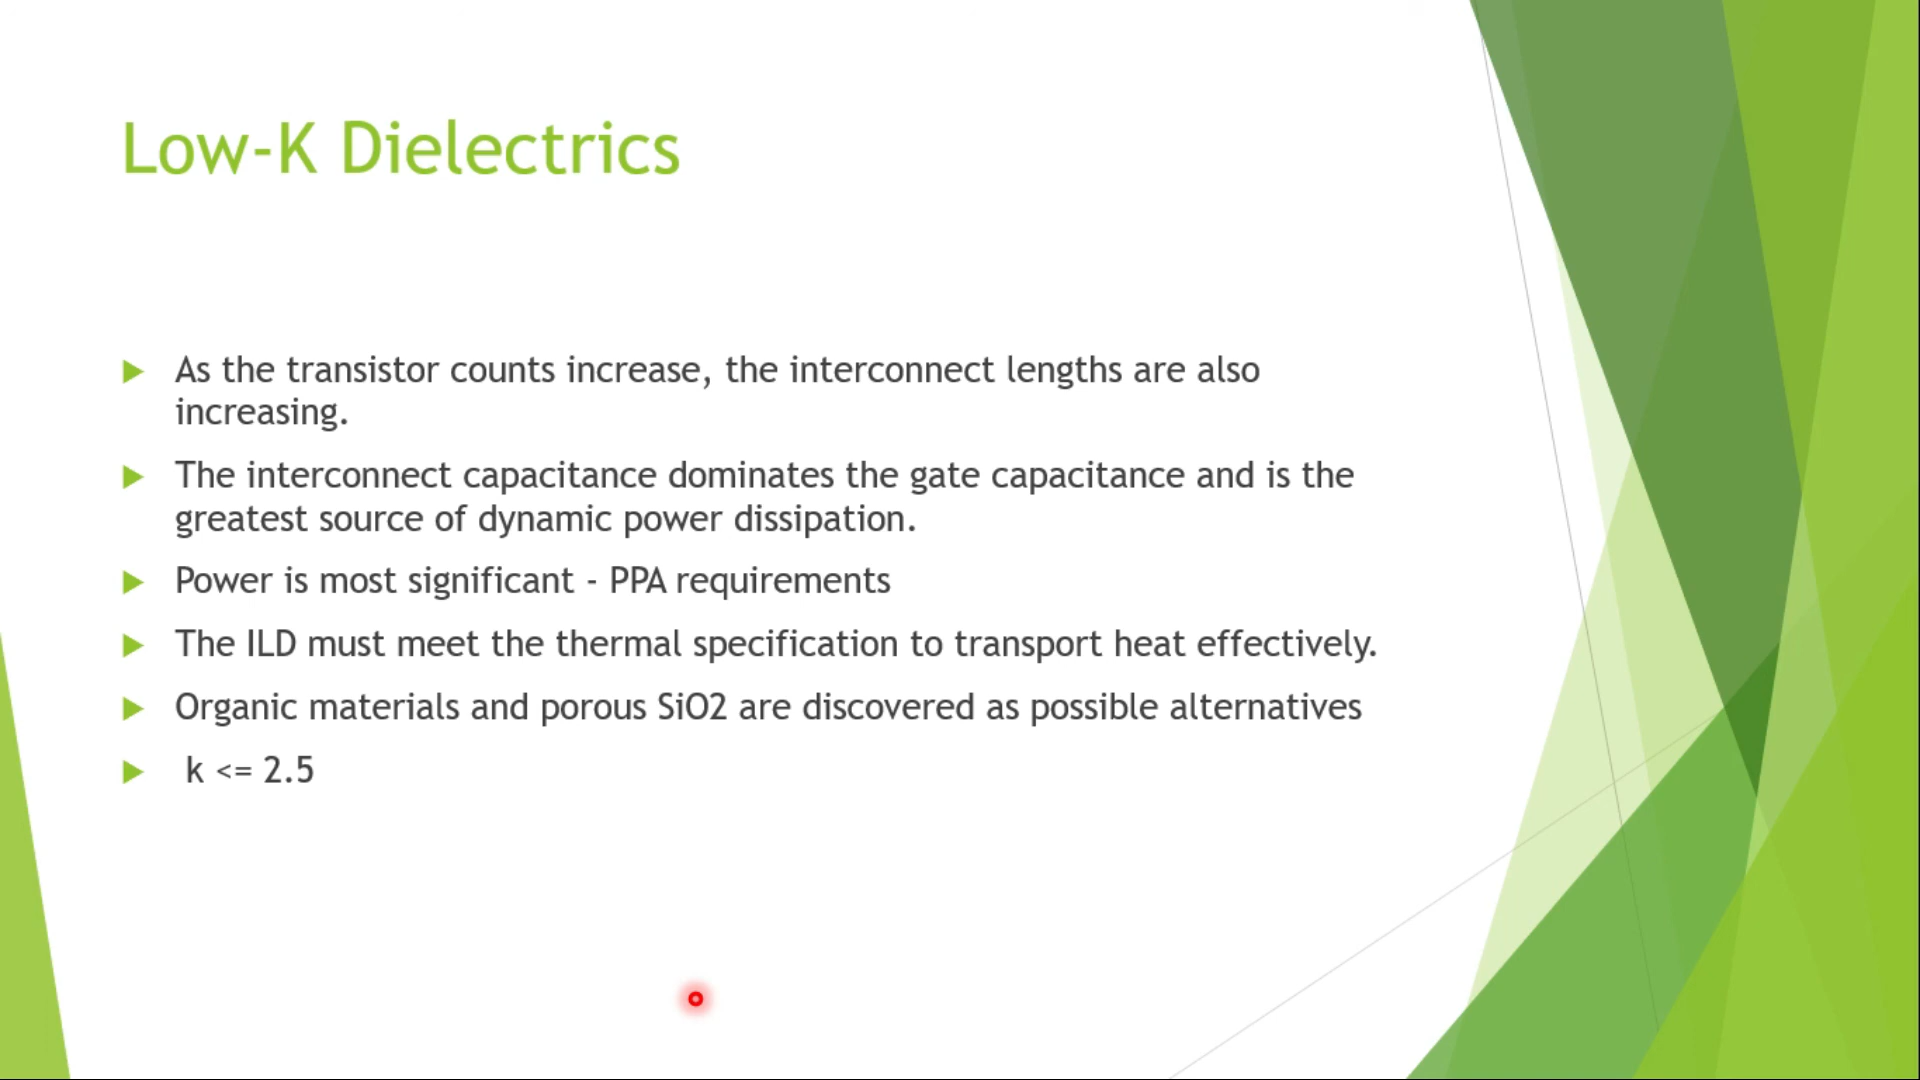 Low-K Dielectrics
As the transistor counts increase, the interconnect lengths are also
increasing.
The interconnect capacitance dominates the gate capacitance and is the
greatest source of dynamic power dissipation.
Power is most significant - PPA requirements
The ILD must meet the thermal specification to transport heat effectively.
Organic materials and porous SiO2 are discovered as possible alternatives
k <= 2.5